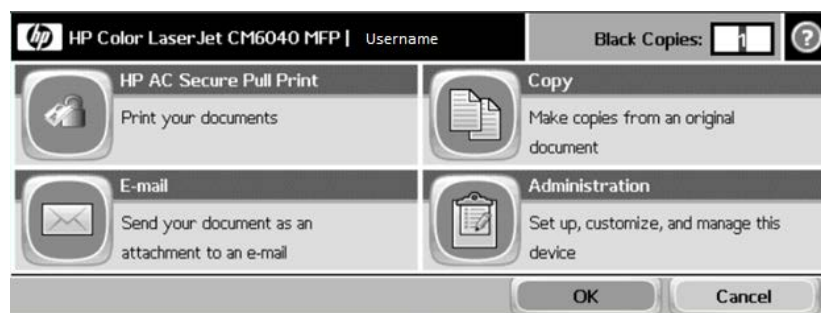 hp HP Color LaserJet CM6040 MFP | Username Black Copies: 1 ?
HP AC Secure Pull Print
Print your documents
Copy
Make copies from an original
document
E-mail
Send your document as an
attachment to an e-mail
Administration
Set up, customize, and manage this
device
OK Cancel